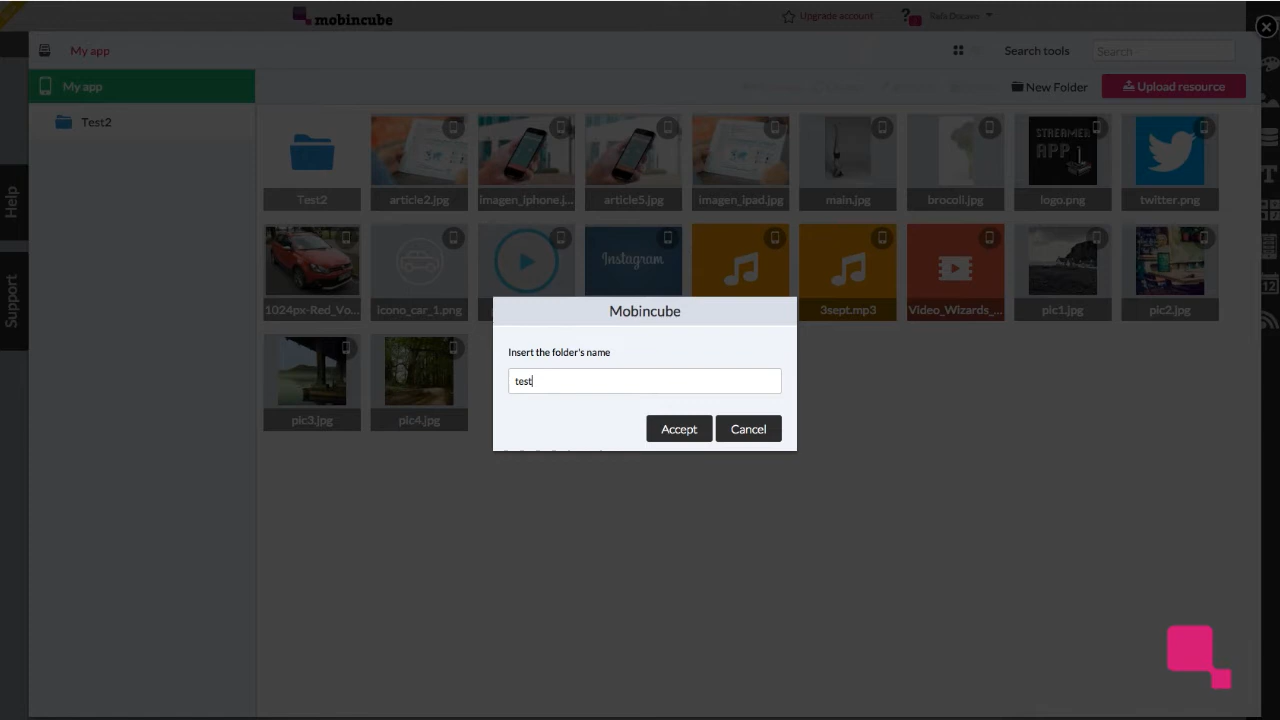 mobincube
Upgrade account
My app
Search tools
Search
My app
New Folder
Upload resource
Test2
Help
Support
Test2
article2.jpg
imagen_iphone.j...
article5.jpg
imagen_ipad.jpg
main.jpg
brocoli.jpg
STREAMER
APP
logo.png
twitter.png
Instagram
1024px-Red_Vo...
icono_car_1.png
3sept.mp3
Video_Wizards_...
pic1.jpg
pic2.jpg
12
pic3.jpg
pic4.jpg
Mobincube
Insert the folder's name
test
Accept
Cancel